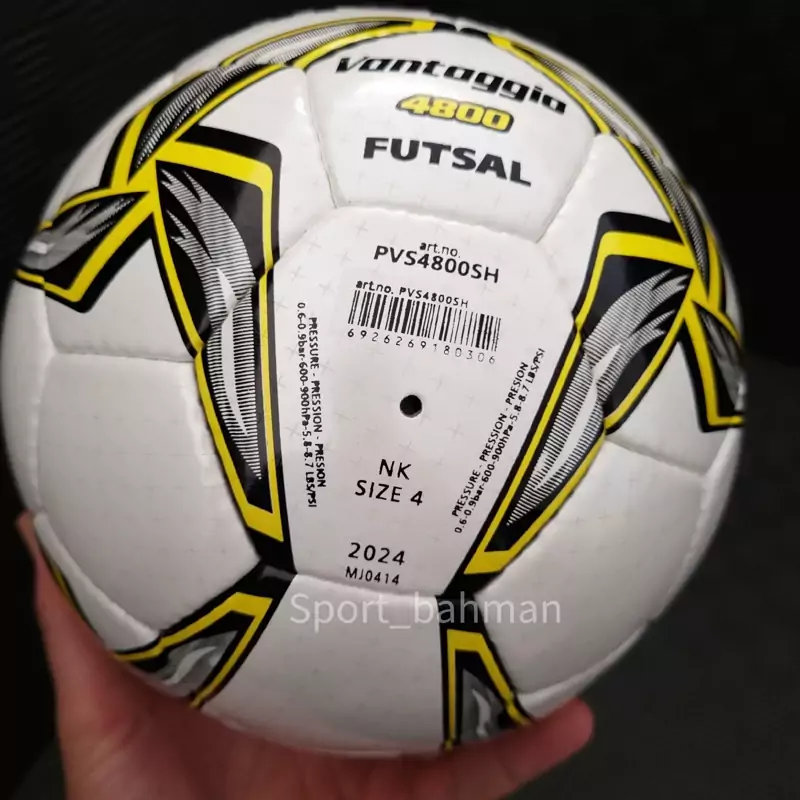 Vantaggio
4800
FUTSAL
art.no.
PVS4800SH
art.no. PVS4800SH
6926269180306
PRESSURE - PRESSION - PRESION
0.6-0.9bar-600-900hPa-5.8-8.7 LBS/PSI
PRESSURE - PRESSION - PRESION
0.6-0.9bar-600-900hPa-5.8-8.7 LBS/PSI
NK
SIZE 4
2024
MJ0414
Sport_bahman